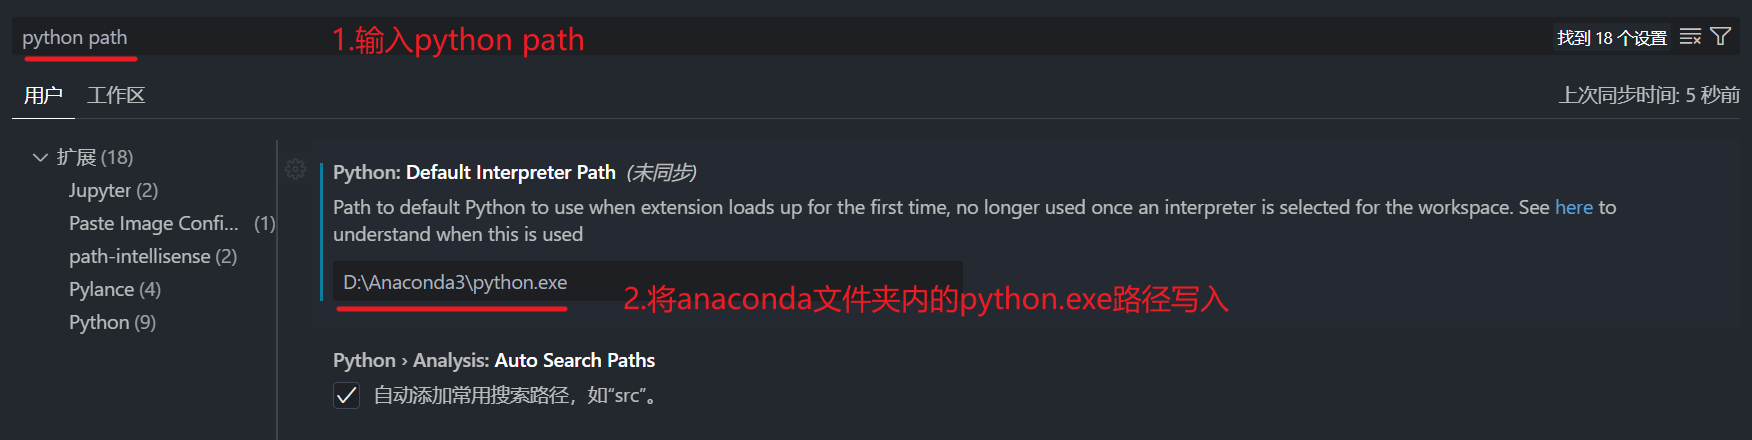 python path
1.输入python path
找到 18 个设置
用户
工作区
上次同步时间: 5 秒前
扩展 (18)
Jupyter (2)
Paste Image Confi... (1)
path-intellisense (2)
Pylance (4)
Python (9)
Python: Default Interpreter Path (未同步)
Path to default Python to use when extension loads up for the first time, no longer used once an interpreter is selected for the workspace. See here to
understand when this is used
D:\Anaconda3\python.exe
2.将anaconda文件夹内的python.exe路径写入
Python › Analysis: Auto Search Paths
自动添加常用搜索路径，如“src”。